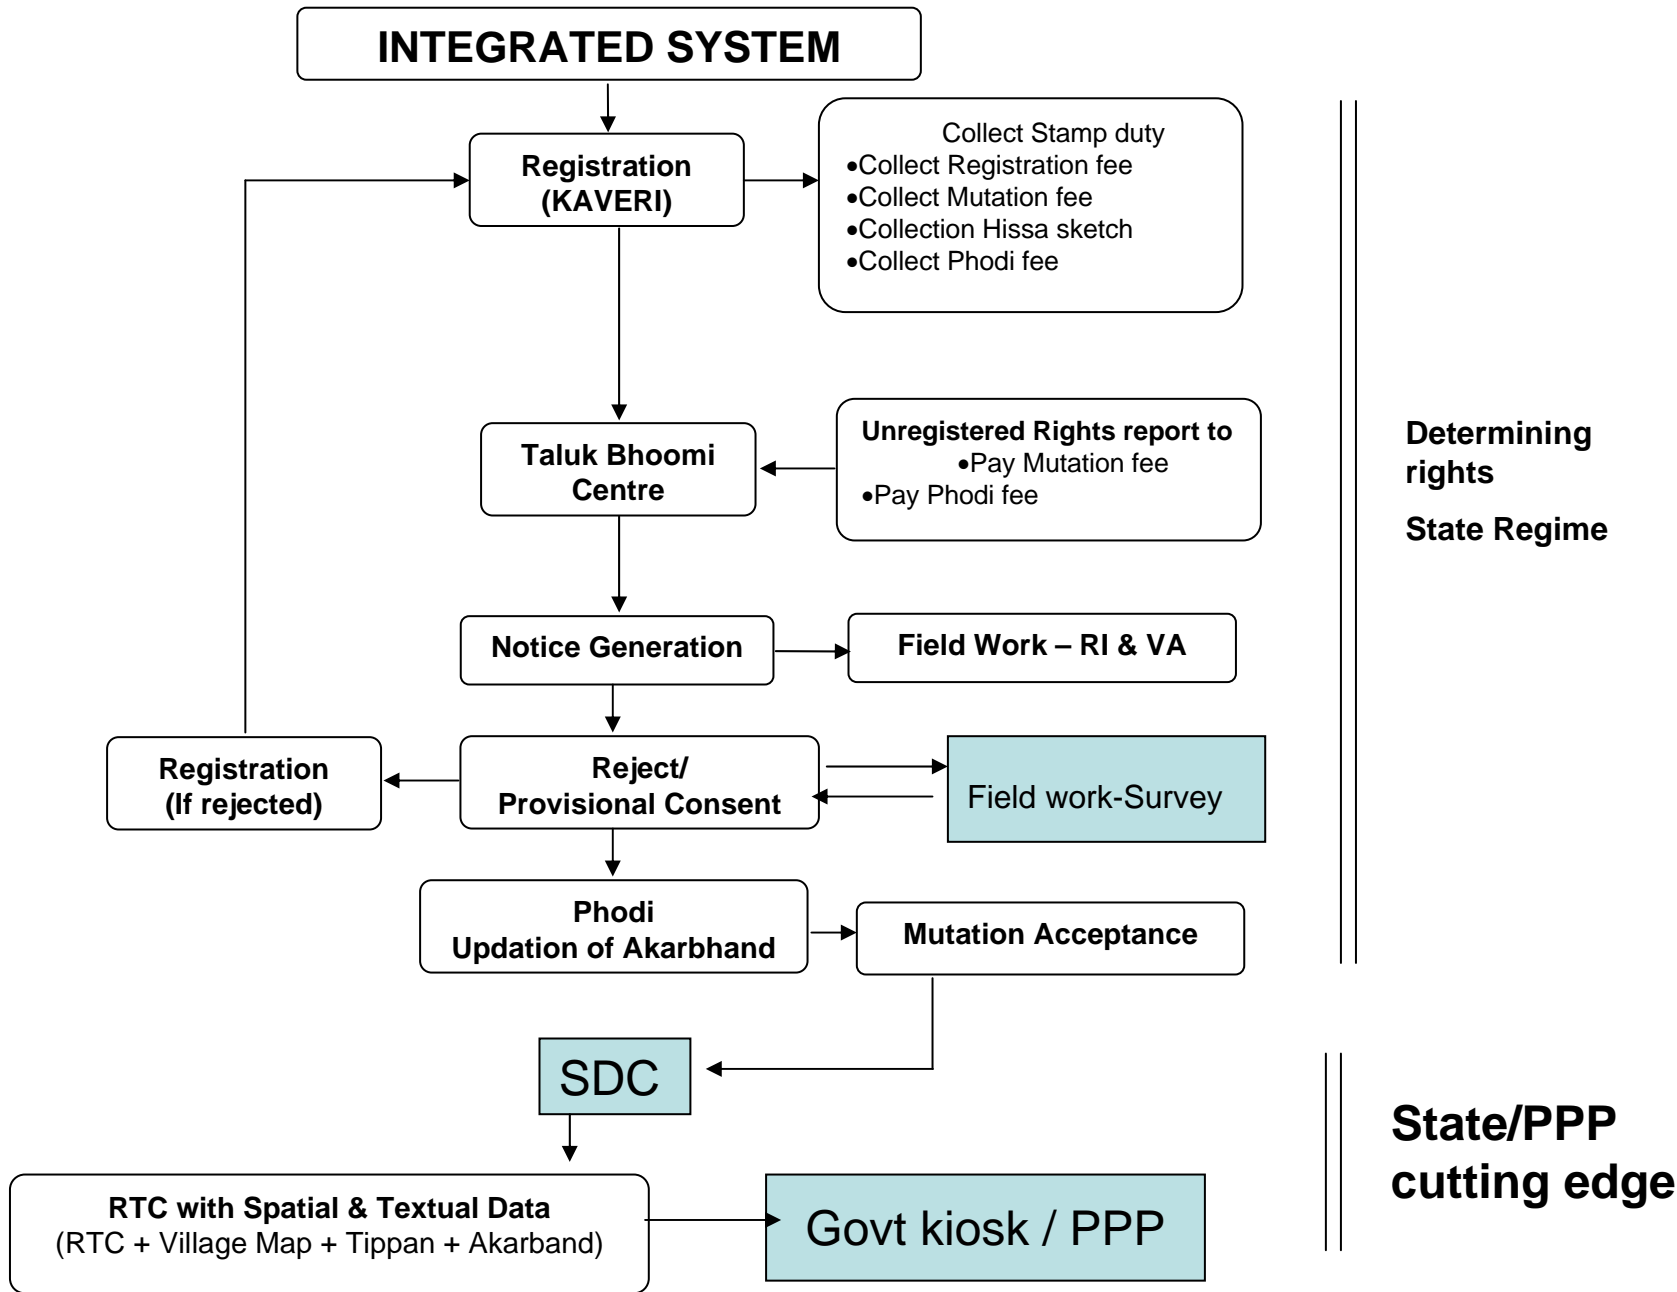 INTEGRATED SYSTEM
Registration
(KAVERI)
Collect Stamp duty
•Collect Registration fee
•Collect Mutation fee
•Collection Hissa sketch
•Collect Phodi fee
Taluk Bhoomi
Centre
Unregistered Rights report to
•Pay Mutation fee
•Pay Phodi fee
Determining
rights
State Regime
Notice Generation
Field Work – RI & VA
Registration
(If rejected)
Reject/
Provisional Consent
Field work-Survey
Phodi
Updation of Akarbhand
Mutation Acceptance
SDC
State/PPP
cutting edge
RTC with Spatial & Textual Data
(RTC + Village Map + Tippan + Akarband)
Govt kiosk / PPP